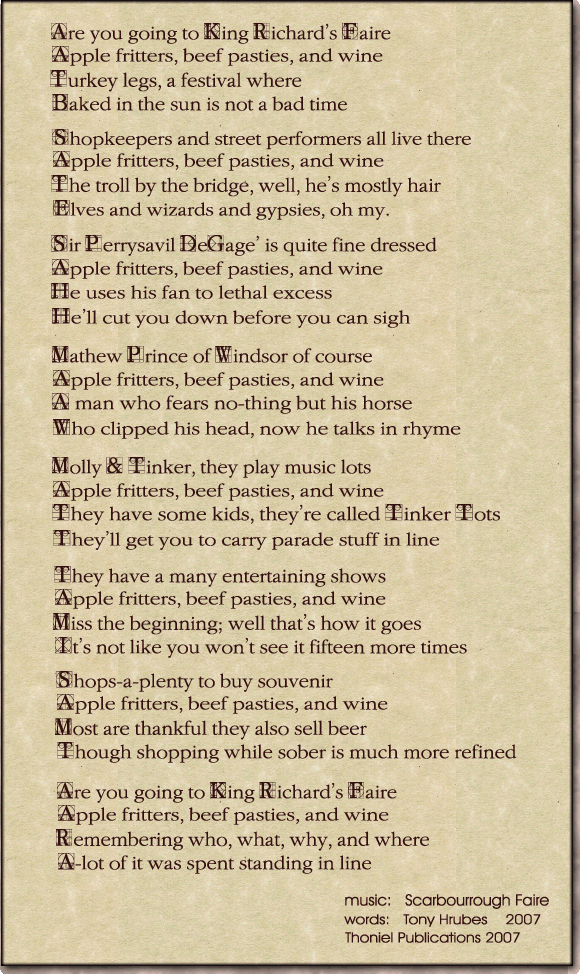 Are you going to King Richard's Faire
Apple fritters, beef pasties, and wine
Turkey legs, a festival where
Baked in the sun is not a bad time
Shopkeepers and street performers all live there
Apple fritters, beef pasties, and wine
The troll by the bridge, well, he's mostly hair
Elves and wizards and gypsies, oh my.
Sir Perrysavil DeGage' is quite fine dressed
Apple fritters, beef pasties, and wine
He uses his fan to lethal excess
He'll cut you down before you can sigh
Mathew Prince of Windsor of course
Apple fritters, beef pasties, and wine
A man who fears no-thing but his horse
Who clipped his head, now he talks in rhyme
Molly & Tinker, they play music lots
Apple fritters, beef pasties, and wine
They have some kids, they're called Tinker Tots
They'll get you to carry parade stuff in line
They have a many entertaining shows
Apple fritters, beef pasties, and wine
Miss the beginning; well that's how it goes
It's not like you won't see it fifteen more times
Shops-a-plenty to buy souvenir
Apple fritters, beef pasties, and wine
Most are thankful they also sell beer
Though shopping while sober is much more refined
Are you going to King Richard's Faire
Apple fritters, beef pasties, and wine
Remembering who, what, why, and where
A-lot of it was spent standing in line
music: Scarbourrough Faire
words: Tony Hrubes 2007
Thoniel Publications 2007